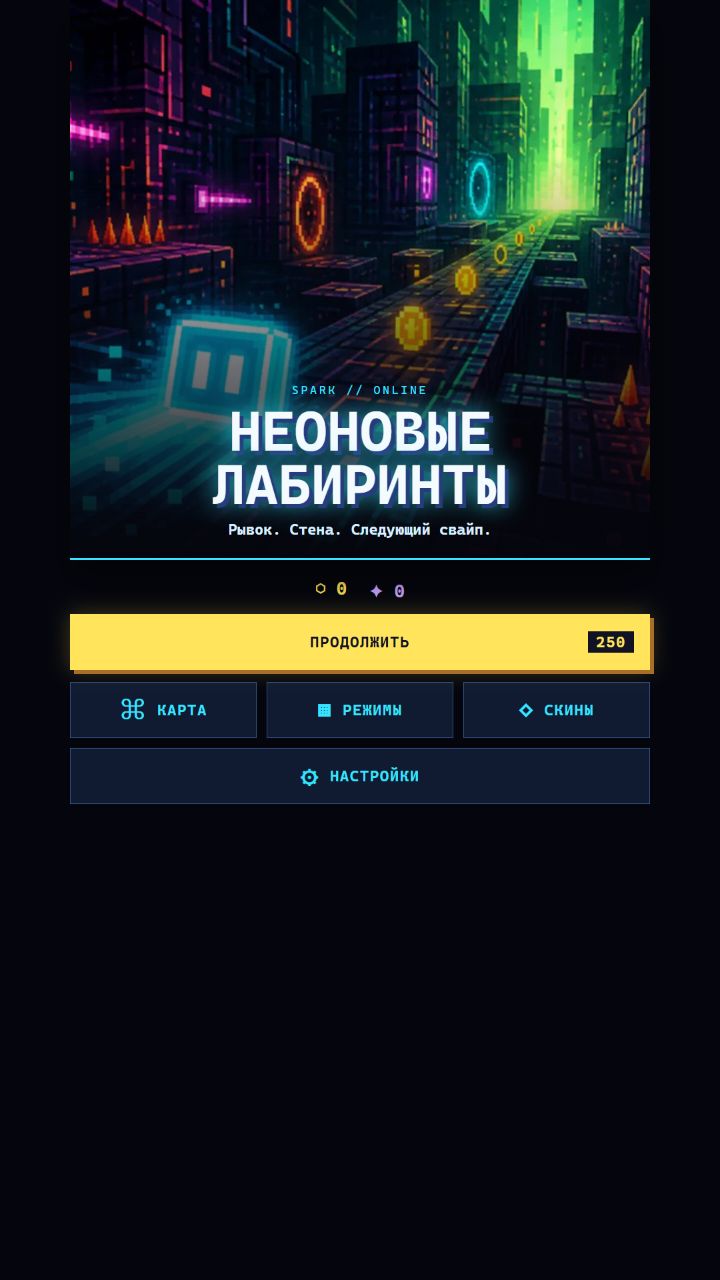 SPARK // ONLINE
НЕОНОВЫЕ
ЛАБИРИНТЫ
Рывок. Стена. Следующий свайп.
0 0
ПРОДОЛЖИТЬ 250
КАРТА РЕЖИМЫ СКИНЫ
НАСТРОЙКИ